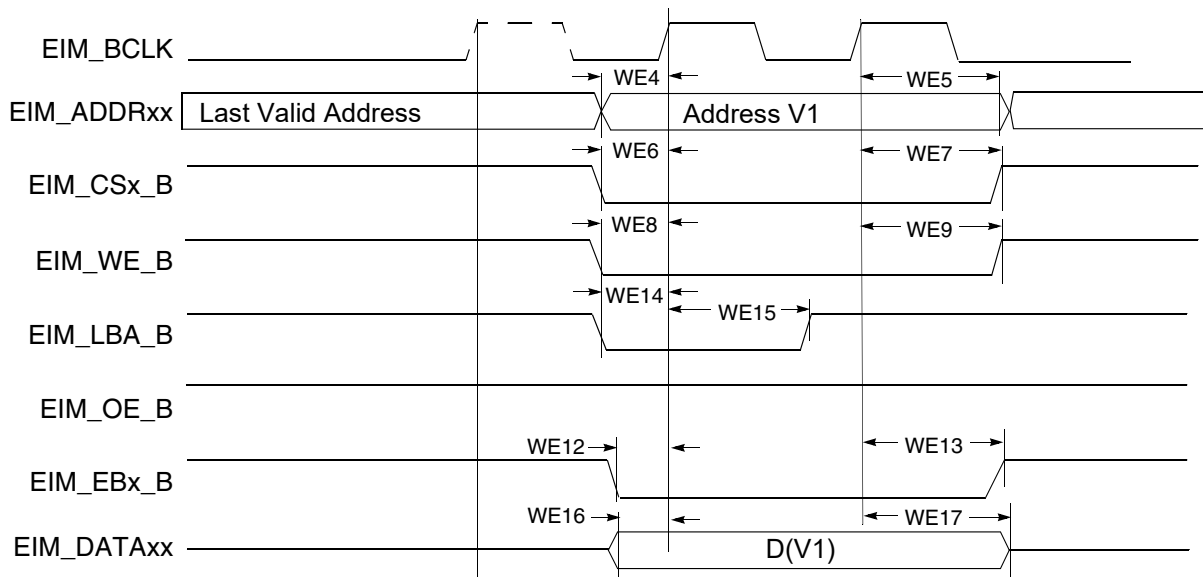 EIM_BCLK
WE4
WE5
EIM_ADDRxx
Last Valid Address
Address V1
WE6
WE7
EIM_CSx_B
WE8
WE9
EIM_WE_B
WE14
WE15
EIM_LBA_B
EIM_OE_B
WE12
WE13
EIM_EBx_B
WE16
WE17
EIM_DATAxx
D(V1)